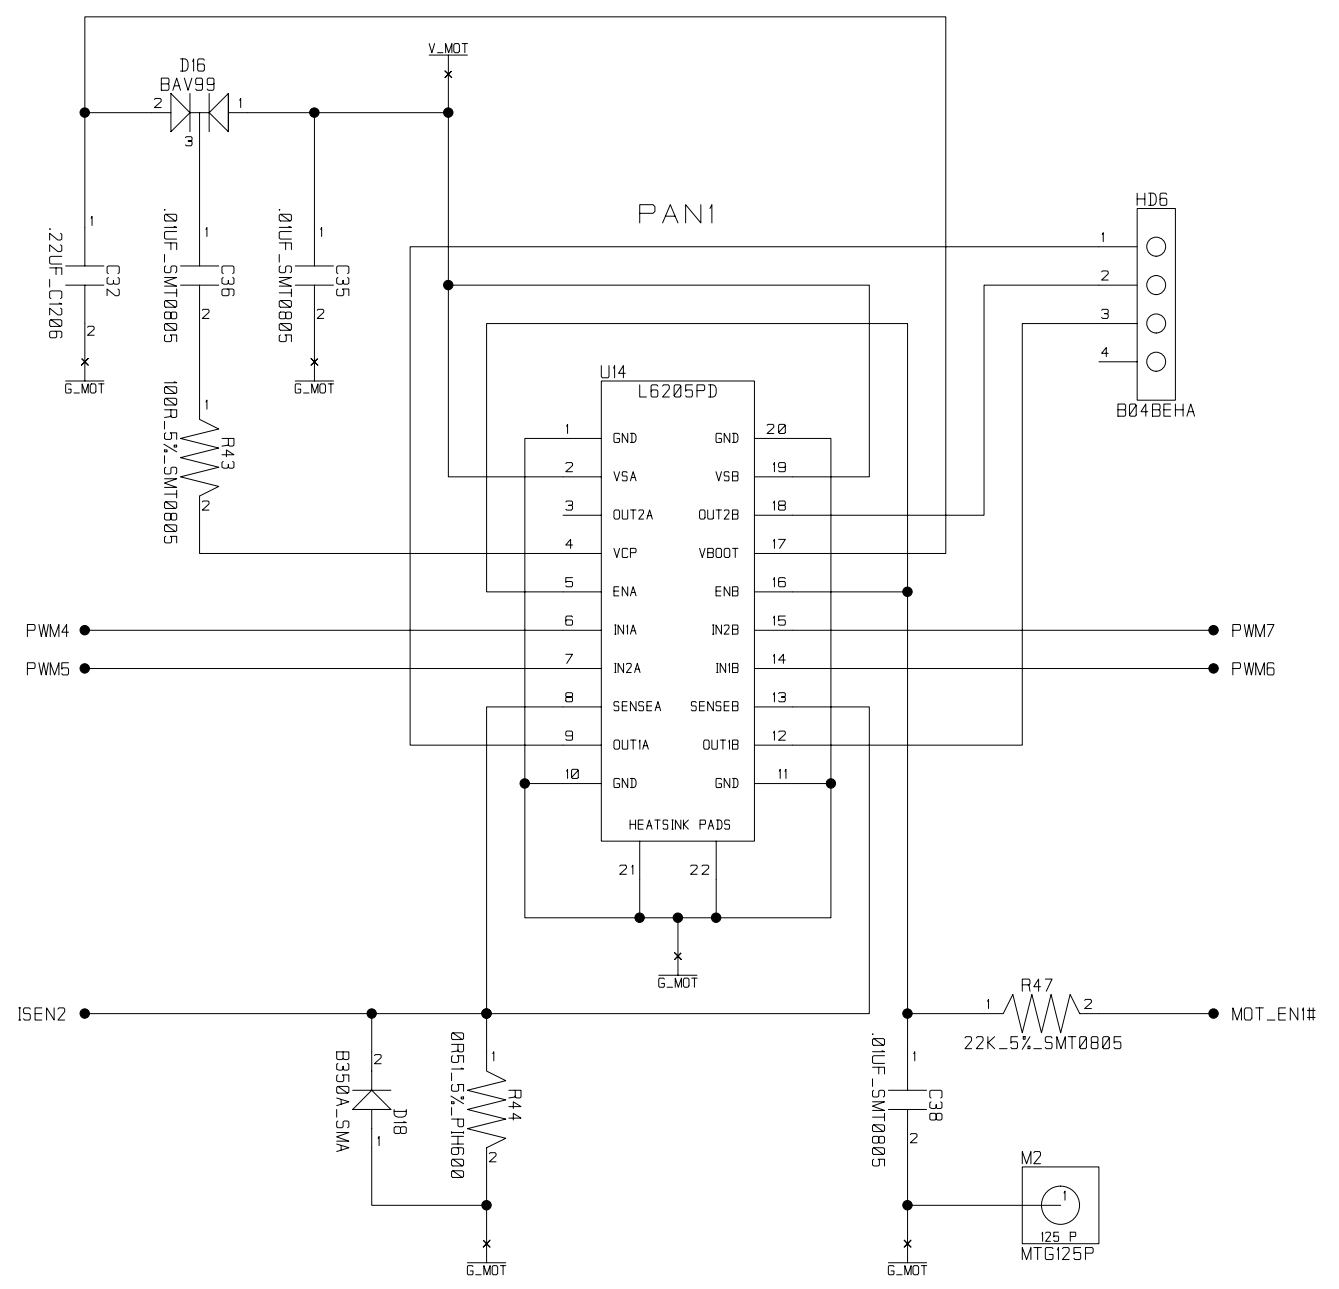 V_MOT
D16
BAV99
2
1
3
PAN1
HD6
1
2
3
4
B04BEHA
1
.22UF_C1206
C32
2
G_MOT
1
.01UF_SMT0805
C36
2
1
.01UF_SMT0805
C35
2
G_MOT
1
100R_5%_SMT0805
R43
2
U14
L6205PD
1 GND GND 20
2 VSA VSB 19
3 OUT2A OUT2B 18
4 VCP VBOOT 17
5 ENA ENB 16
6 IN1A IN2B 15
7 IN2A IN1B 14
8 SENSEA SENSEB 13
9 OUT1A OUT1B 12
10 GND GND 11
HEATSINK PADS
21 22
G_MOT
PWM4
PWM5
PWM7
PWM6
ISEN2
2
B350A_SMA
D18
1
1
0R51_5%_PIH600
R44
2
G_MOT
R47
1 2
22K_5%_SMT0805
MOT_EN1#
1
.01UF_SMT0805
C38
2
G_MOT
M2
1
125 P
MTG125P